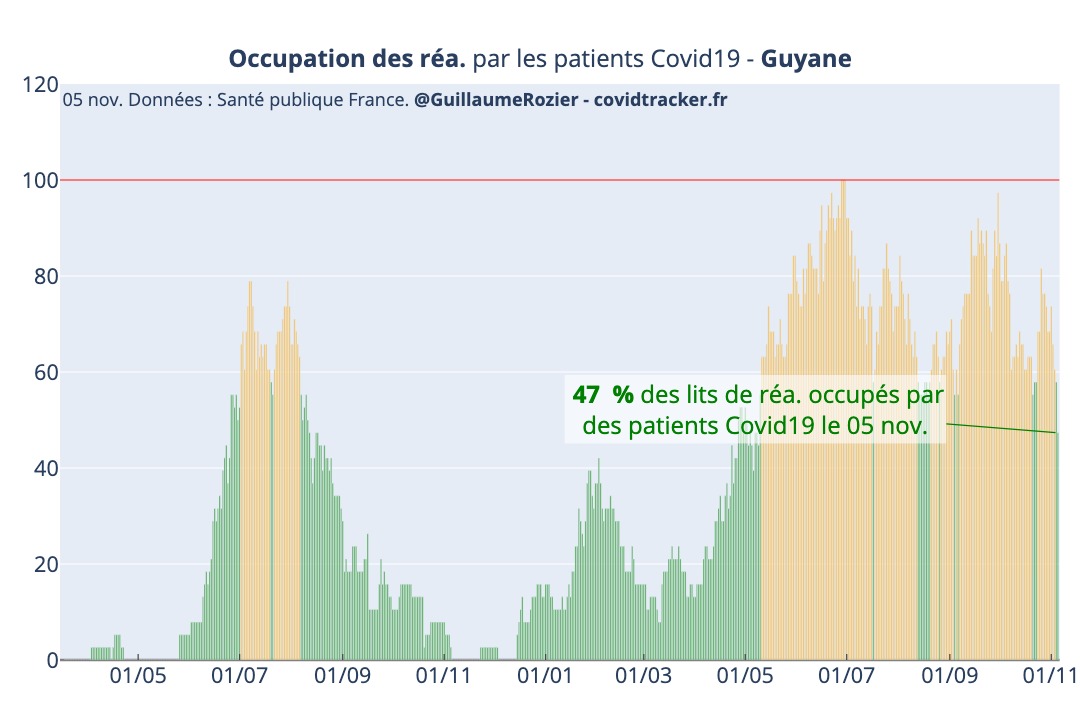 Occupation des réa. par les patients Covid19 - Guyane
05 nov. Données : Santé publique France. @GuillaumeRozier - covidtracker.fr
120
100
80
60
40
20
0
47 % des lits de réa. occupés par
des patients Covid19 le 05 nov.
01/05 01/07 01/09 01/11 01/01 01/03 01/05 01/07 01/09 01/11